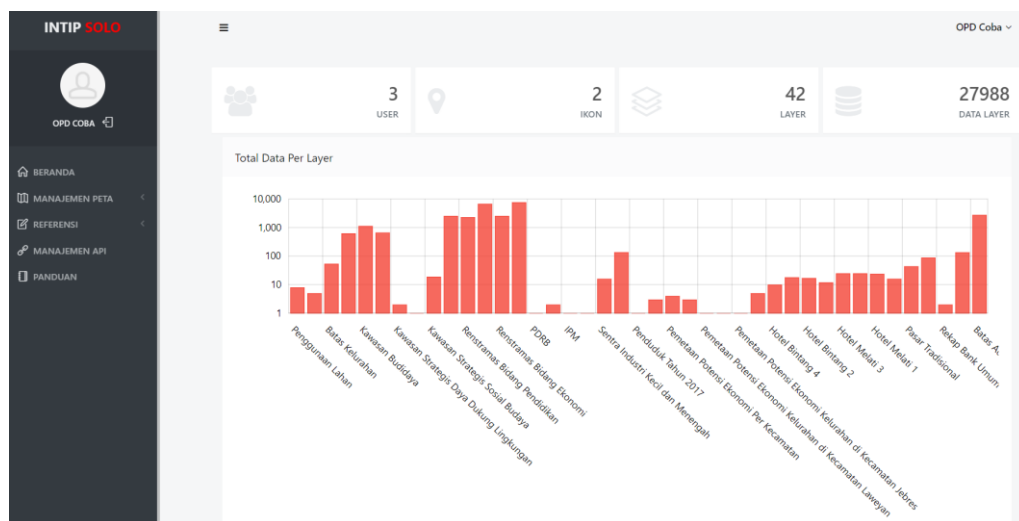 INTIP SOLO
OPD Coba
OPD COBA
BERANDA
MANAJEMEN PETA
REFERENSI
MANAJEMEN API
PANDUAN
3
USER
2
IKON
42
LAYER
27988
DATA LAYER
Total Data Per Layer
10,000
1,000
100
10
1
Penggunaan Lahan
Batas Kelurahan
Kawasan Budidaya
Kawasan Strategis Daya Dukung Lingkungan
Kawasan Strategis Sosial Budaya
Renstramas Bidang Pendidikan
Renstramas Bidang Ekonomi
PDRB
IPM
Sentra Industri Kecil dan Menengah
Penduduk Tahun 2017
Pemetaan Potensi Ekonomi Per Kecamatan
Pemetaan Potensi Ekonomi Kelurahan di Kecamatan Laweyan
Pemetaan Potensi Ekonomi Kelurahan di Kecamatan Jebres
Hotel Bintang 4
Hotel Bintang 2
Hotel Melati 3
Hotel Melati 1
Pasar Tradisional
Rekap Bank Umum
Batas A